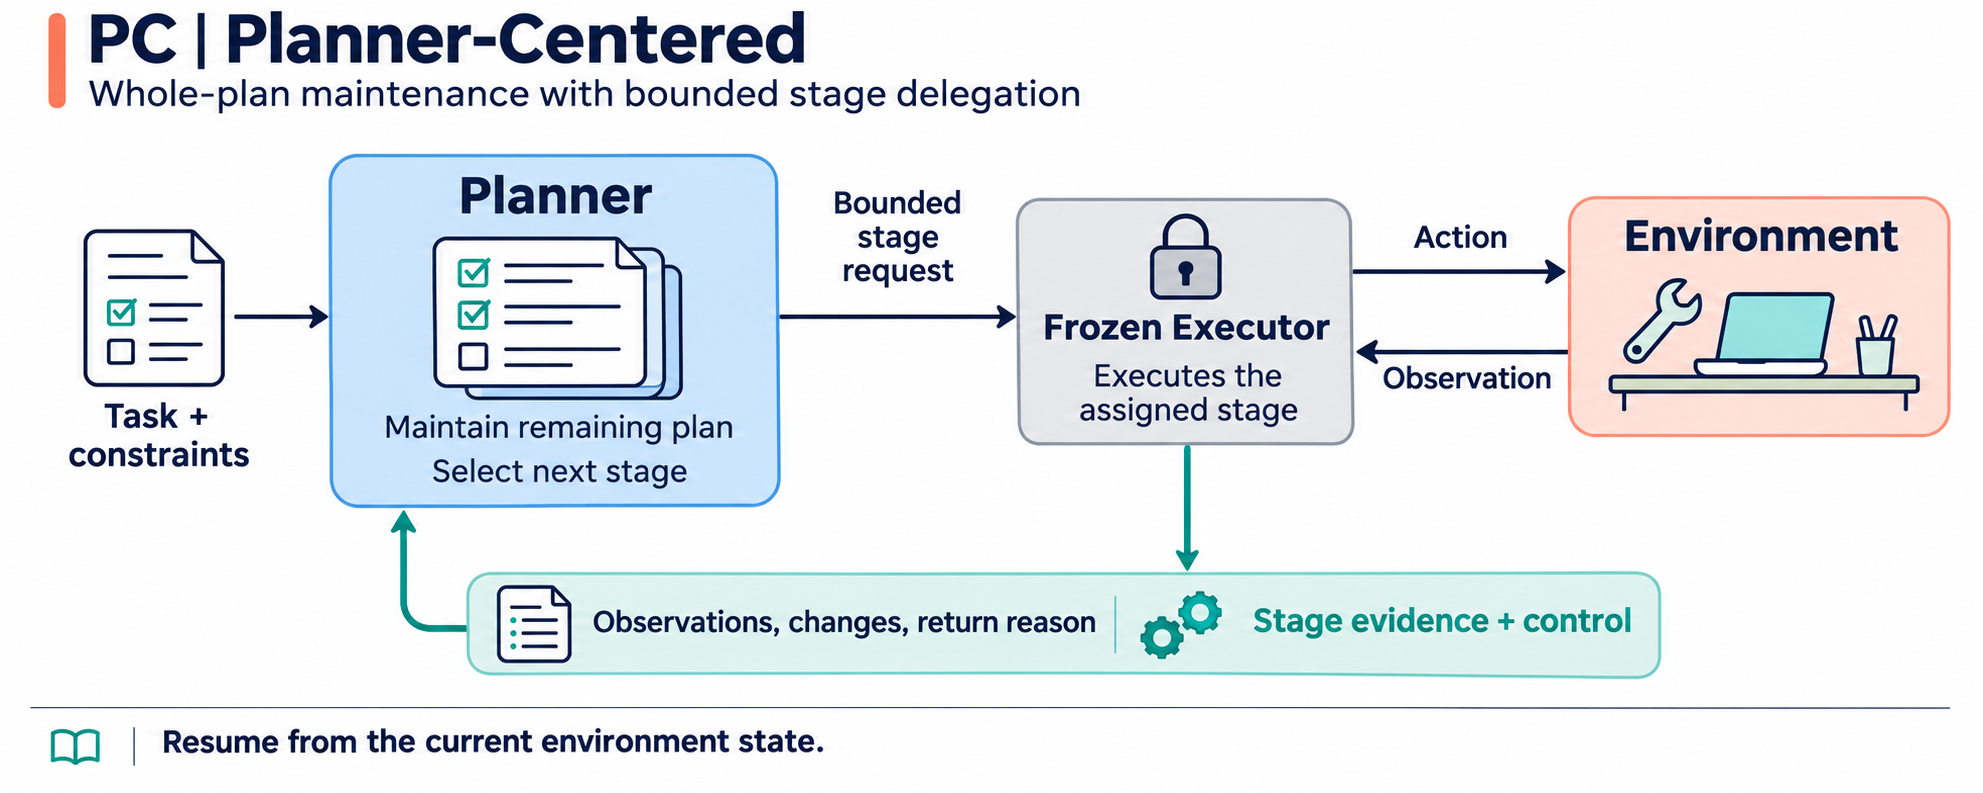 PC | Planner-Centered
Whole-plan maintenance with bounded stage delegation
Task +
constraints
Planner
Maintain remaining plan
Select next stage
Bounded
stage
request
Frozen Executor
Executes the
assigned stage
Action
Observation
Environment
Observations, changes, return reason
Stage evidence + control
Resume from the current environment state.